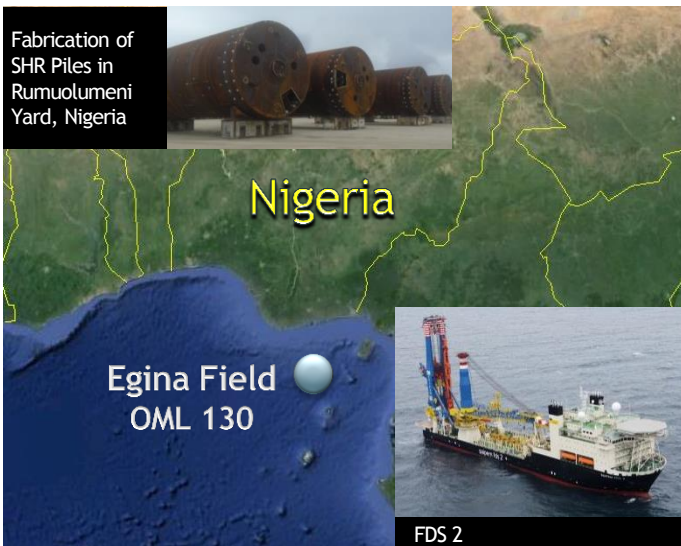 Fabrication of
SHR Piles in
Rumuolumeni
Yard, Nigeria
Nigeria
Egina Field
OML 130
FDS 2